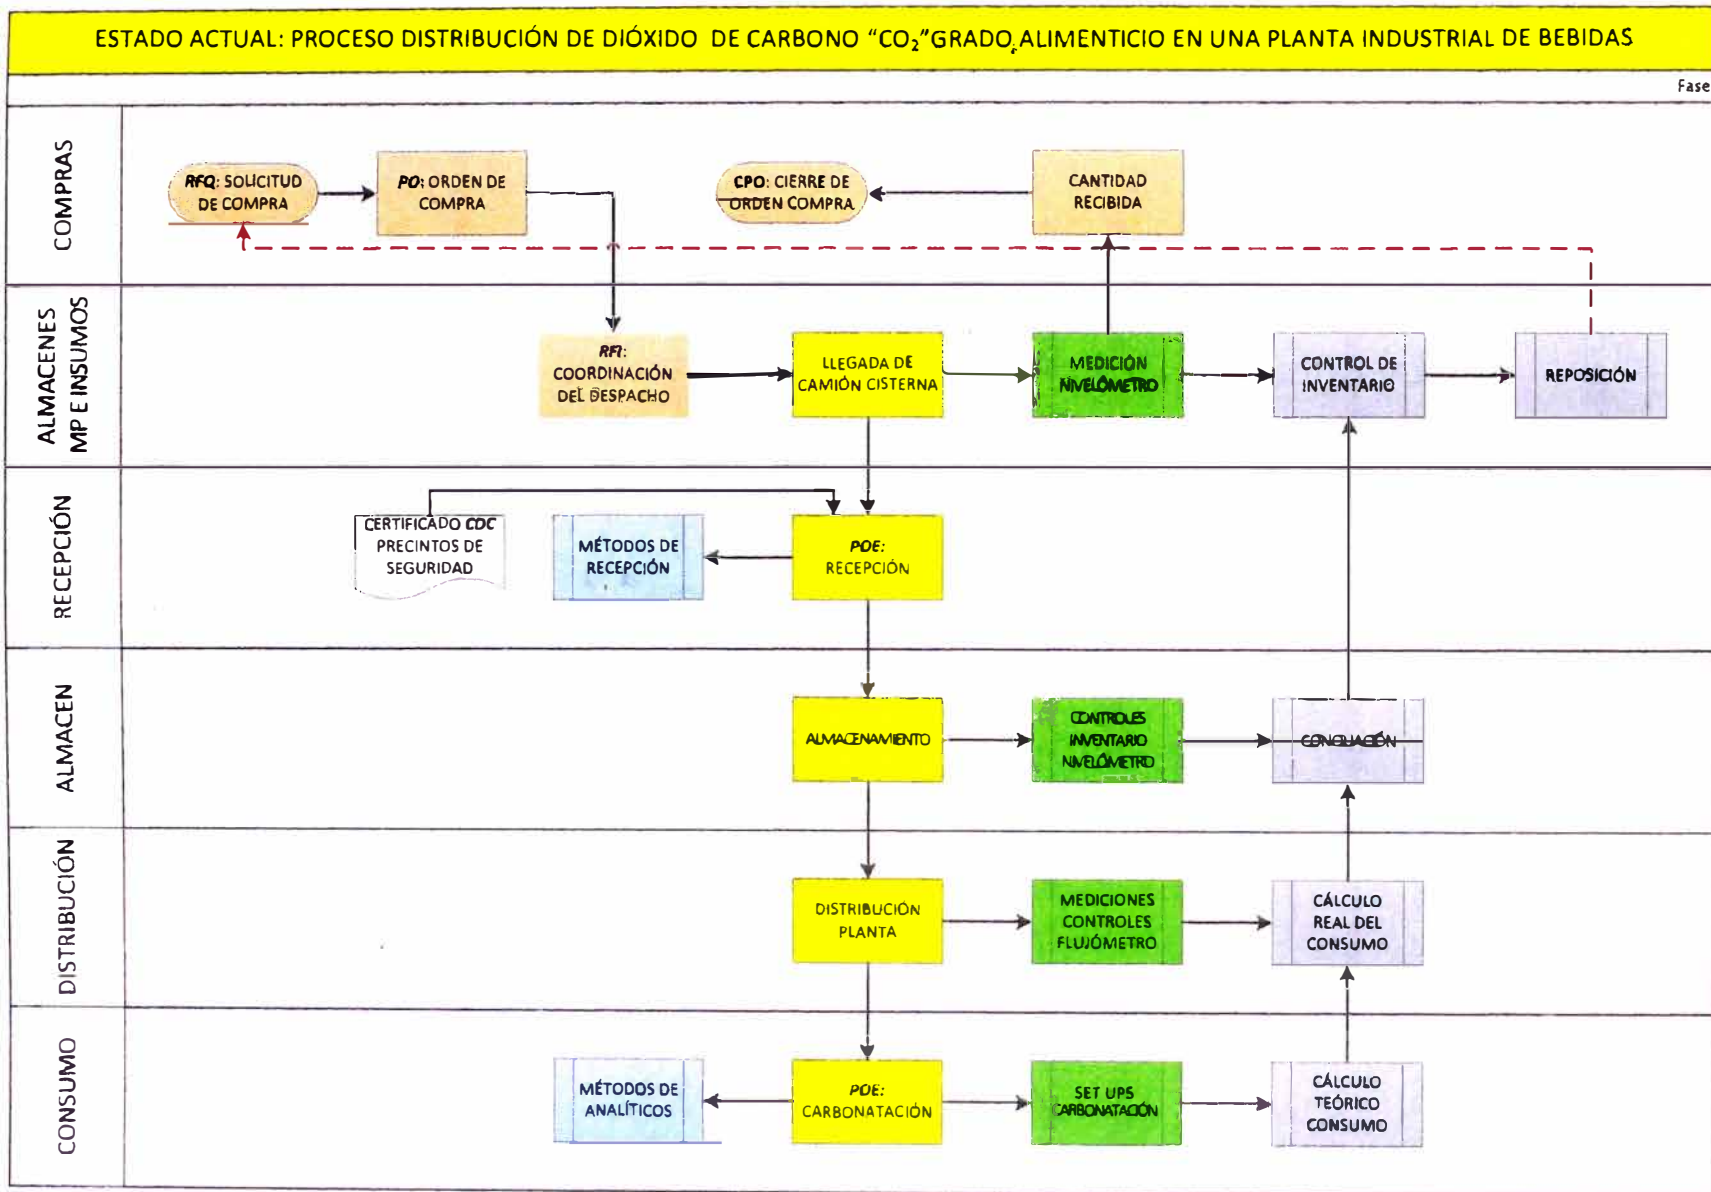 ESTADO ACTUAL: PROCESO DISTRIBUCIÓN DE DIÓXIDO DE CARBONO “CO₂”GRADO ALIMENTICIO EN UNA PLANTA INDUSTRIAL DE BEBIDAS
Fase
COMPRAS
RFQ: SOLICITUD
DE COMPRA
PO: ORDEN DE
COMPRA
CPO: CIERRE DE
ORDEN COMPRA
CANTIDAD
RECIBIDA
ALMACENES
MP E INSUMOS
RFI:
COORDINACIÓN
DEL DESPACHO
LLEGADA DE
CAMIÓN CISTERNA
MEDICIÓN
NIVELÓMETRO
CONTROL DE
INVENTARIO
REPOSICIÓN
RECEPCIÓN
CERTIFICADO CDC
PRECINTOS DE
SEGURIDAD
MÉTODOS DE
RECEPCIÓN
POE:
RECEPCIÓN
ALMACEN
ALMACENAMIENTO
CONTROLES
INVENTARIO
NIVELÓMETRO
CONCILIACIÓN
DISTRIBUCIÓN
DISTRIBUCIÓN
PLANTA
MEDICIONES
CONTROLES
FLUJÓMETRO
CÁLCULO
REAL DEL
CONSUMO
CONSUMO
MÉTODOS DE
ANALÍTICOS
POE:
CARBONATACIÓN
SET UPS
CARBONATACIÓN
CÁLCULO
TEÓRICO
CONSUMO